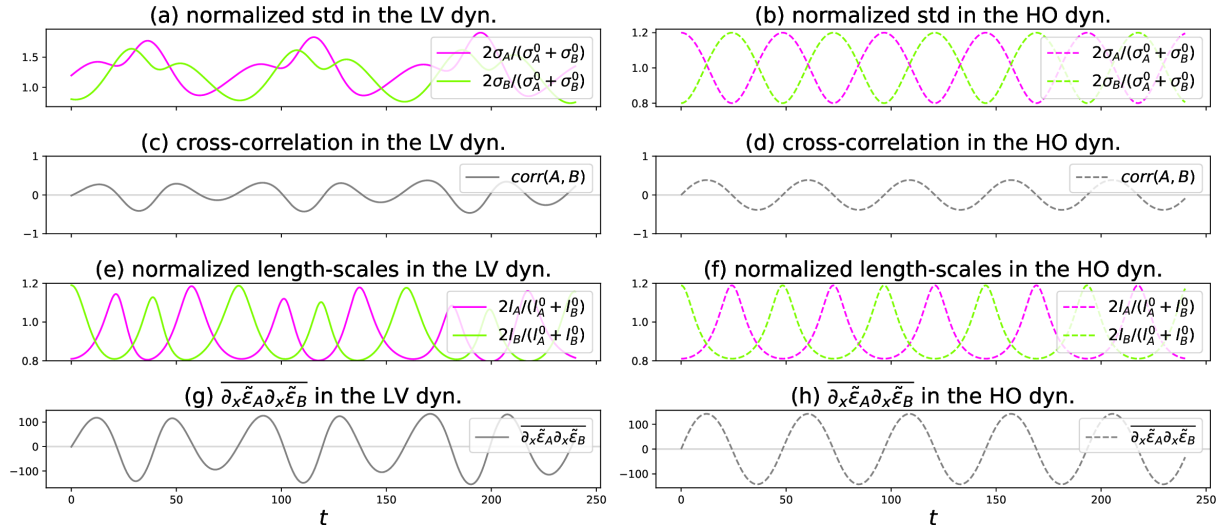 (a) normalized std in the LV dyn.
1.5
1.0
2σ_A/(σ_A^0 + σ_B^0)
2σ_B/(σ_A^0 + σ_B^0)
0 50 100 150 200 250
(b) normalized std in the HO dyn.
1.2
1.0
0.8
2σ_A/(σ_A^0 + σ_B^0)
2σ_B/(σ_A^0 + σ_B^0)
(c) cross-correlation in the LV dyn.
1
0
−1
corr(A, B)
(d) cross-correlation in the HO dyn.
1
0
−1
corr(A, B)
(e) normalized length-scales in the LV dyn.
1.2
1.0
0.8
2l_A/(l_A^0 + l_B^0)
2l_B/(l_A^0 + l_B^0)
(f) normalized length-scales in the HO dyn.
1.2
1.0
0.8
2l_A/(l_A^0 + l_B^0)
2l_B/(l_A^0 + l_B^0)
(g) \overline{∂_x ε̃_A ∂_x ε̃_B} in the LV dyn.
100
0
−100
\overline{∂_x ε̃_A ∂_x ε̃_B}
0 50 100 150 200 250
t
(h) \overline{∂_x ε̃_A ∂_x ε̃_B} in the HO dyn.
100
0
−100
\overline{∂_x ε̃_A ∂_x ε̃_B}
0 50 100 150 200 250
t